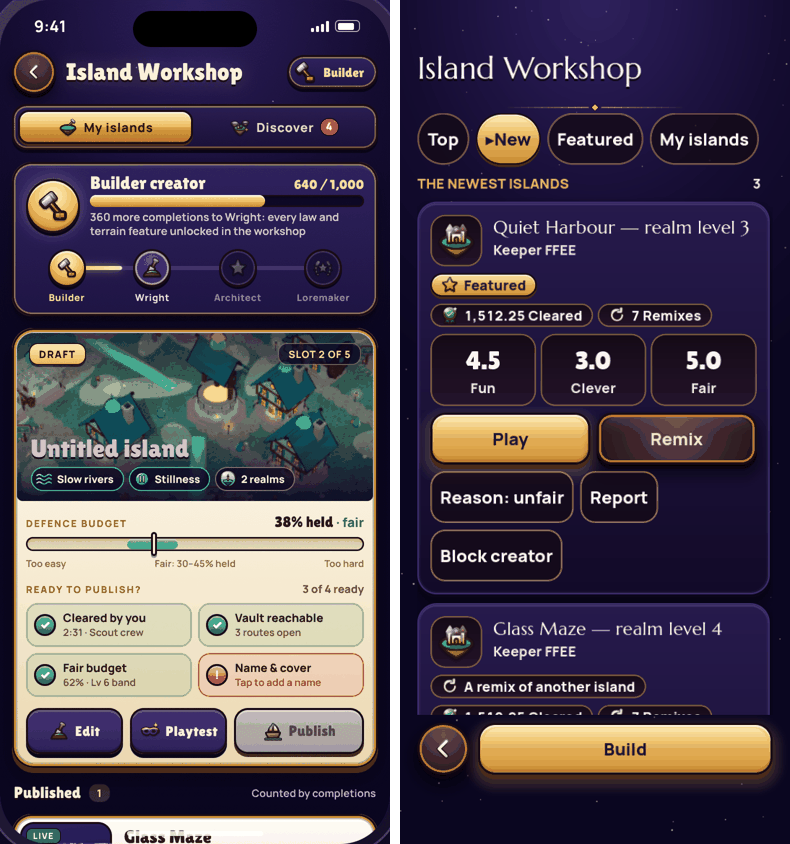 9:41
Island Workshop
Builder
My islands
Discover 4
Builder creator
640 / 1,000
360 more completions to Wright: every law and
terrain feature unlocked in the workshop
Builder
Wright
Architect
Loremaker
DRAFT
SLOT 2 OF 5
Untitled island
Slow rivers
Stillness
2 realms
DEFENCE BUDGET
38% held · fair
Too easy
Fair: 30–45% held
Too hard
READY TO PUBLISH?
3 of 4 ready
Cleared by you
2:31 · Scout crew
Vault reachable
3 routes open
Fair budget
62% · Lv 6 band
Name & cover
Tap to add a name
Edit
Playtest
Publish
Published 1
Counted by completions
LIVE
Glass Maze
Island Workshop
Top
▸New
Featured
My islands
THE NEWEST ISLANDS
3
Quiet Harbour — realm level 3
Keeper FFEE
Featured
1,512.25 Cleared
7 Remixes
4.5
Fun
3.0
Clever
5.0
Fair
Play
Remix
Reason: unfair
Report
Block creator
Glass Maze — realm level 4
Keeper FFEE
A remix of another island
7 Remixes
Build